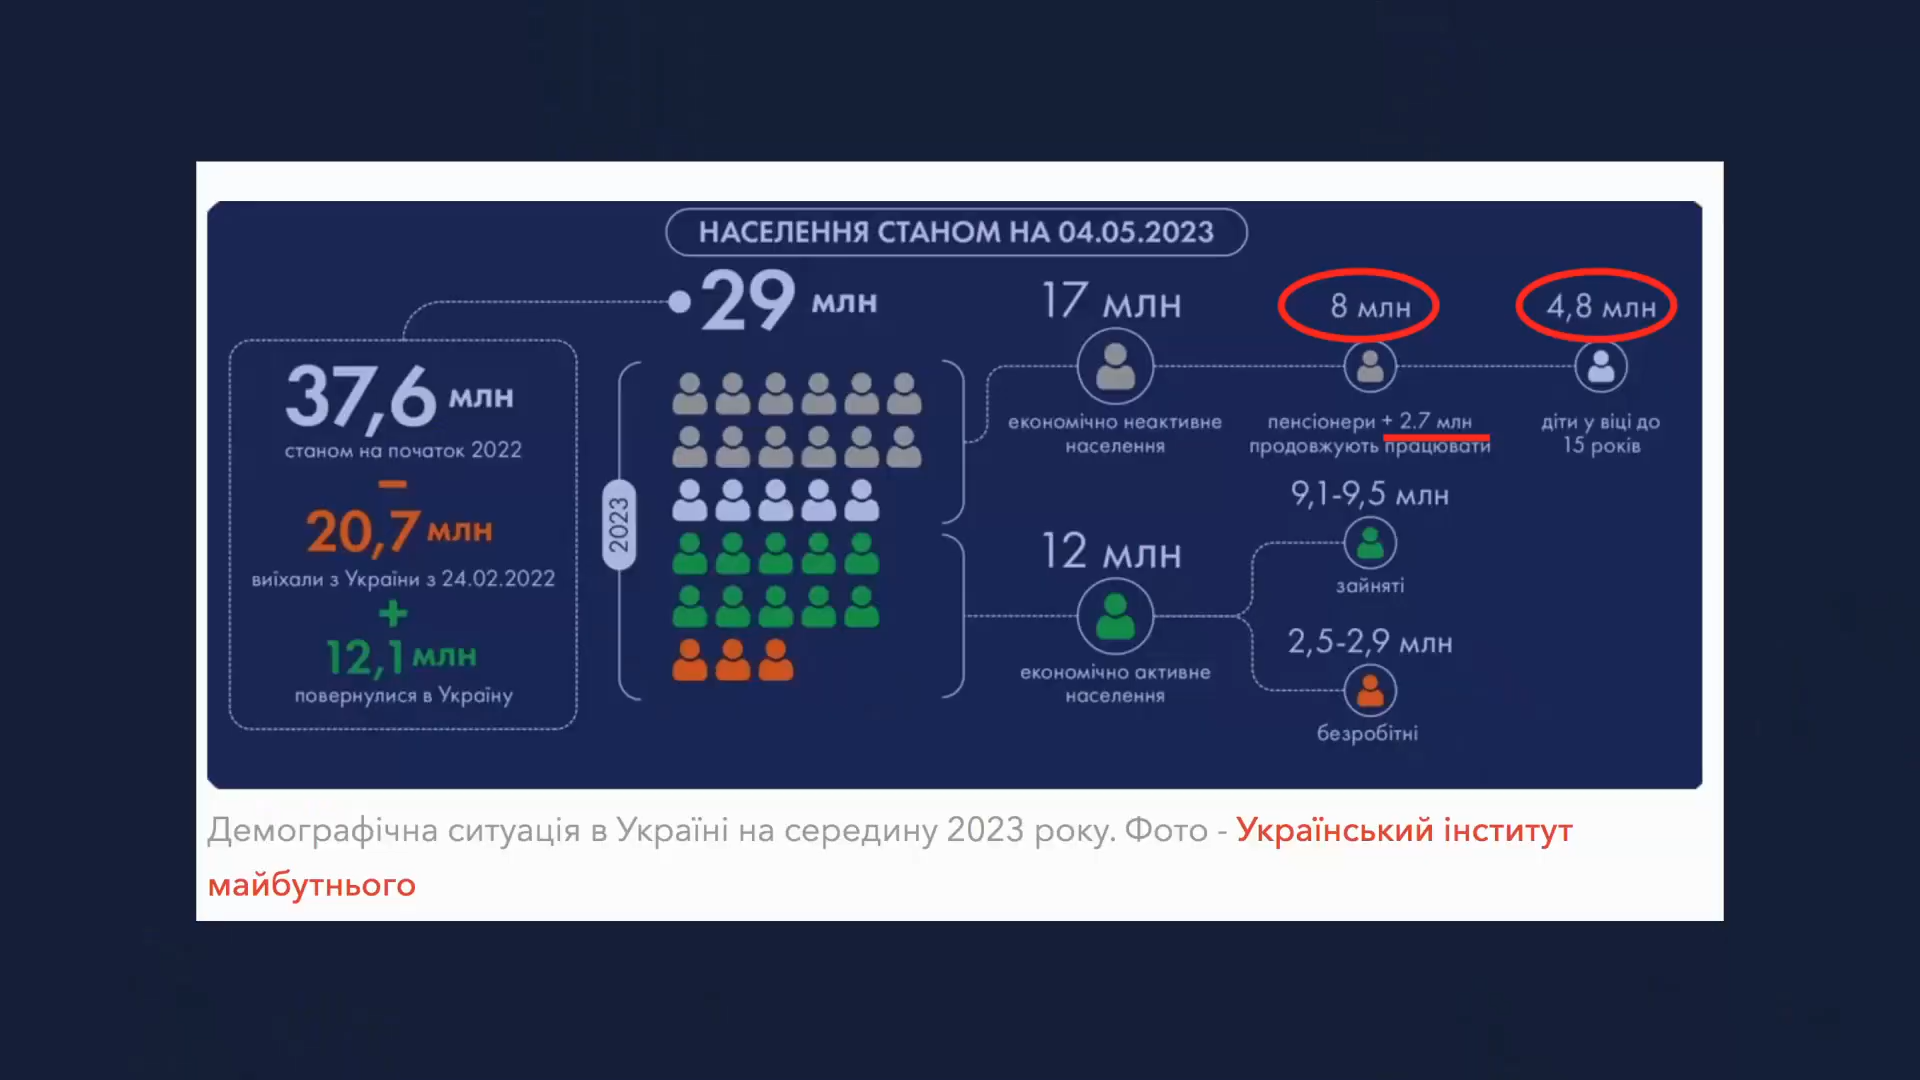 НАСЕЛЕННЯ СТАНОМ НА 04.05.2023
29 млн
37,6 млн
станом на початок 2022
−
20,7 млн
виїхали з України з 24.02.2022
+
12,1 млн
повернулися в Україну
2023
17 млн
економічно неактивне
населення
8 млн
пенсіонери + 2.7 млн
продовжують працювати
4,8 млн
діти у віці до
15 років
12 млн
економічно активне
населення
9,1-9,5 млн
зайняті
2,5-2,9 млн
безробітні
Демографічна ситуація в Україні на середину 2023 року. Фото - Український інститут
майбутнього